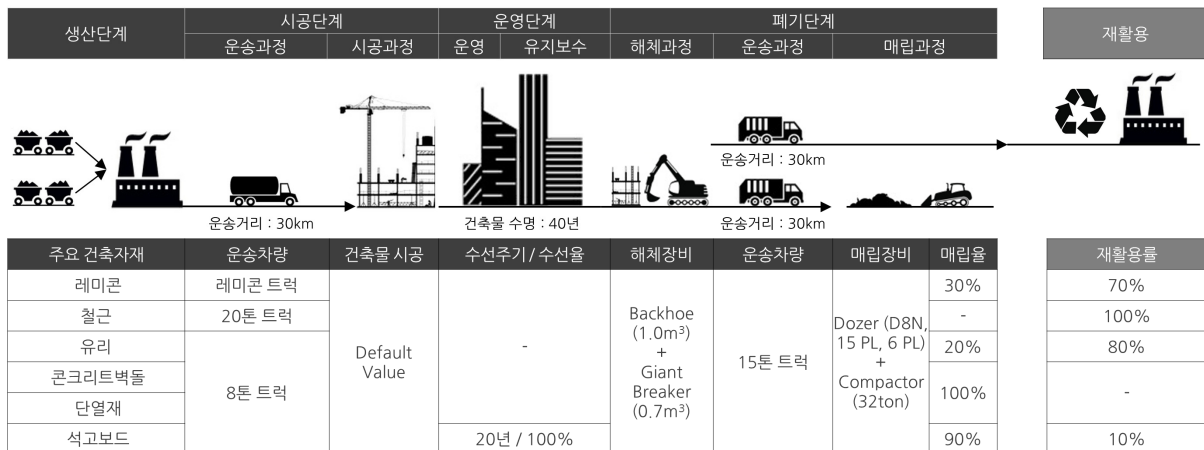 생산단계 시공단계 운영단계 폐기단계 재활용
운송과정 시공과정 운영 유지보수 해체과정 운송과정 매립과정
운송거리 : 30km
운송거리 : 30km 건축물 수명 : 40년 운송거리 : 30km
주요 건축자재 운송차량 건축물 시공 수선주기 / 수선율 해체장비 운송차량 매립장비 매립율 재활용률
레미콘 레미콘 트럭 30% 70%
철근 20톤 트럭 - 100%
유리 20% 80%
콘크리트벽돌
단열재
8톤 트럭
Default
Value
-
Backhoe
(1.0m³)
+
Giant
Breaker
(0.7m³)
15톤 트럭
Dozer (D8N,
15 PL, 6 PL)
+
Compactor
(32ton)
100% -
석고보드 20년 / 100% 90% 10%